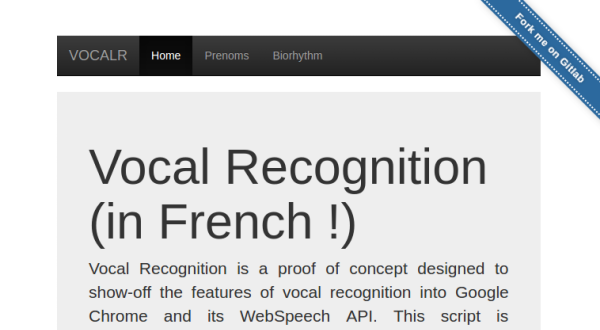 Fork me on Gitlab
VOCALR Home Prenoms Biorhythm
Vocal Recognition
(in French !)
Vocal Recognition is a proof of concept designed to
show-off the features of vocal recognition into Google
Chrome and its WebSpeech API. This script is